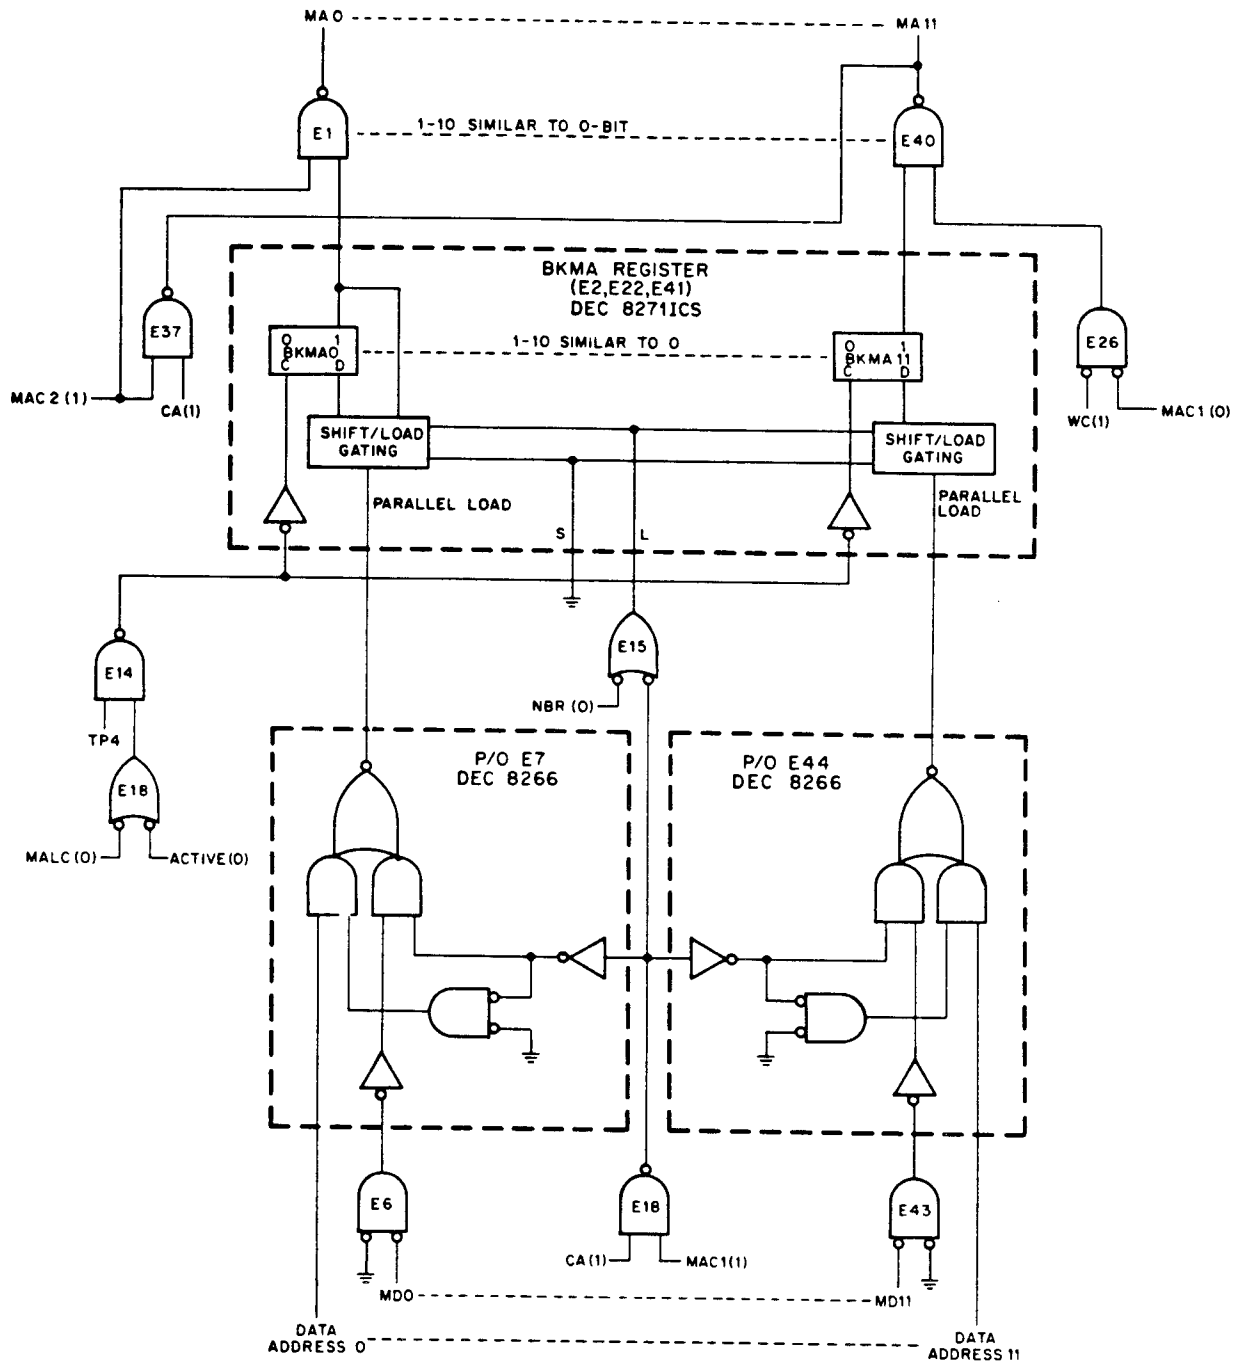 MA0
MA11
E1
1-10 SIMILAR TO 0-BIT
E40
BKMA REGISTER
(E2,E22,E41)
DEC 8271ICS
E37
E26
0 1
BKMA0
C D
1-10 SIMILAR TO 0
0 1
BKMA11
C D
MAC2(1)
CA(1)
WC(1)
MAC1(0)
SHIFT/LOAD
GATING
SHIFT/LOAD
GATING
PARALLEL LOAD
PARALLEL
LOAD
S
L
E14
E15
NBR(0)
TP4
E18
MALC(0)
ACTIVE(0)
P/O E7
DEC 8266
P/O E44
DEC 8266
E6
E18
E43
CA(1)
MAC1(1)
MD0
MD11
DATA
ADDRESS 0
DATA
ADDRESS 11